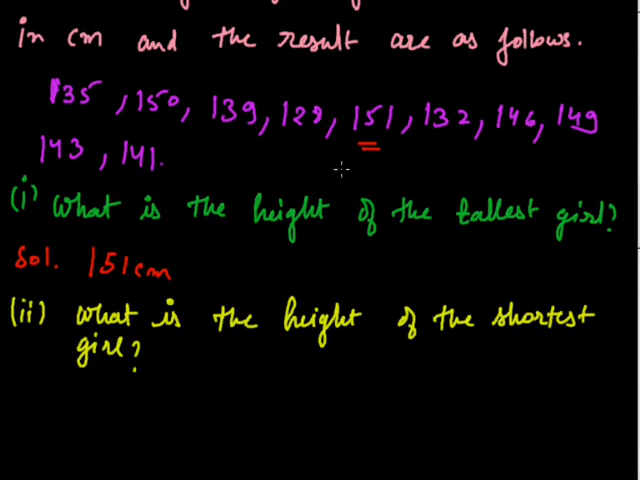 in cm and the result are as follows.
135, 150, 139, 128, 151, 132, 146, 149
143, 141.
(i) What is the height of the tallest girl?
Sol. 151cm
(ii) What is the height of the shortest
girl?